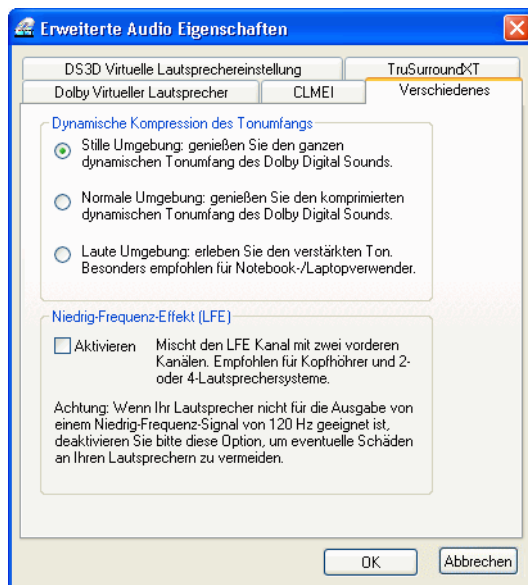 Erweiterte Audio Eigenschaften
DS3D Virtuelle Lautsprechereinstellung
TruSurroundXT
Dolby Virtueller Lautsprecher
CLMEI
Verschiedenes
Dynamische Kompression des Tonumfangs
Stille Umgebung: genießen Sie den ganzen
dynamischen Tonumfang des Dolby Digital Sounds.
Normale Umgebung: genießen Sie den komprimierten
dynamischen Tonumfang des Dolby Digital Sounds.
Laute Umgebung: erleben Sie den verstärkten Ton.
Besonders empfohlen für Notebook-/Laptopverwender.
Niedrig-Frequenz-Effekt (LFE)
Aktivieren
Mischt den LFE Kanal mit zwei vorderen
Kanälen. Empfohlen für Kopfhöhrer und 2-
oder 4-Lautsprechersysteme.
Achtung: Wenn Ihr Lautsprecher nicht für die Ausgabe von
einem Niedrig-Frequenz-Signal von 120 Hz geeignet ist,
deaktivieren Sie bitte diese Option, um eventuelle Schäden
an Ihren Lautsprechern zu vermeiden.
OK
Abbrechen